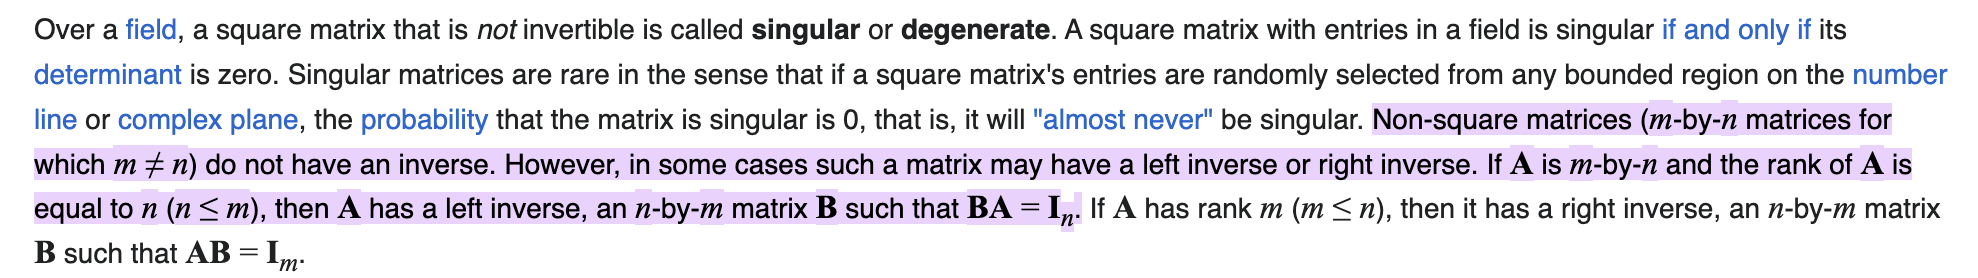 Over a field, a square matrix that is not invertible is called singular or degenerate. A square matrix with entries in a field is singular if and only if its
determinant is zero. Singular matrices are rare in the sense that if a square matrix's entries are randomly selected from any bounded region on the number
line or complex plane, the probability that the matrix is singular is 0, that is, it will "almost never" be singular. Non-square matrices (m-by-n matrices for
which m ≠ n) do not have an inverse. However, in some cases such a matrix may have a left inverse or right inverse. If A is m-by-n and the rank of A is
equal to n (n ≤ m), then A has a left inverse, an n-by-m matrix B such that BA = Iₙ. If A has rank m (m ≤ n), then it has a right inverse, an n-by-m matrix
B such that AB = Iₘ.